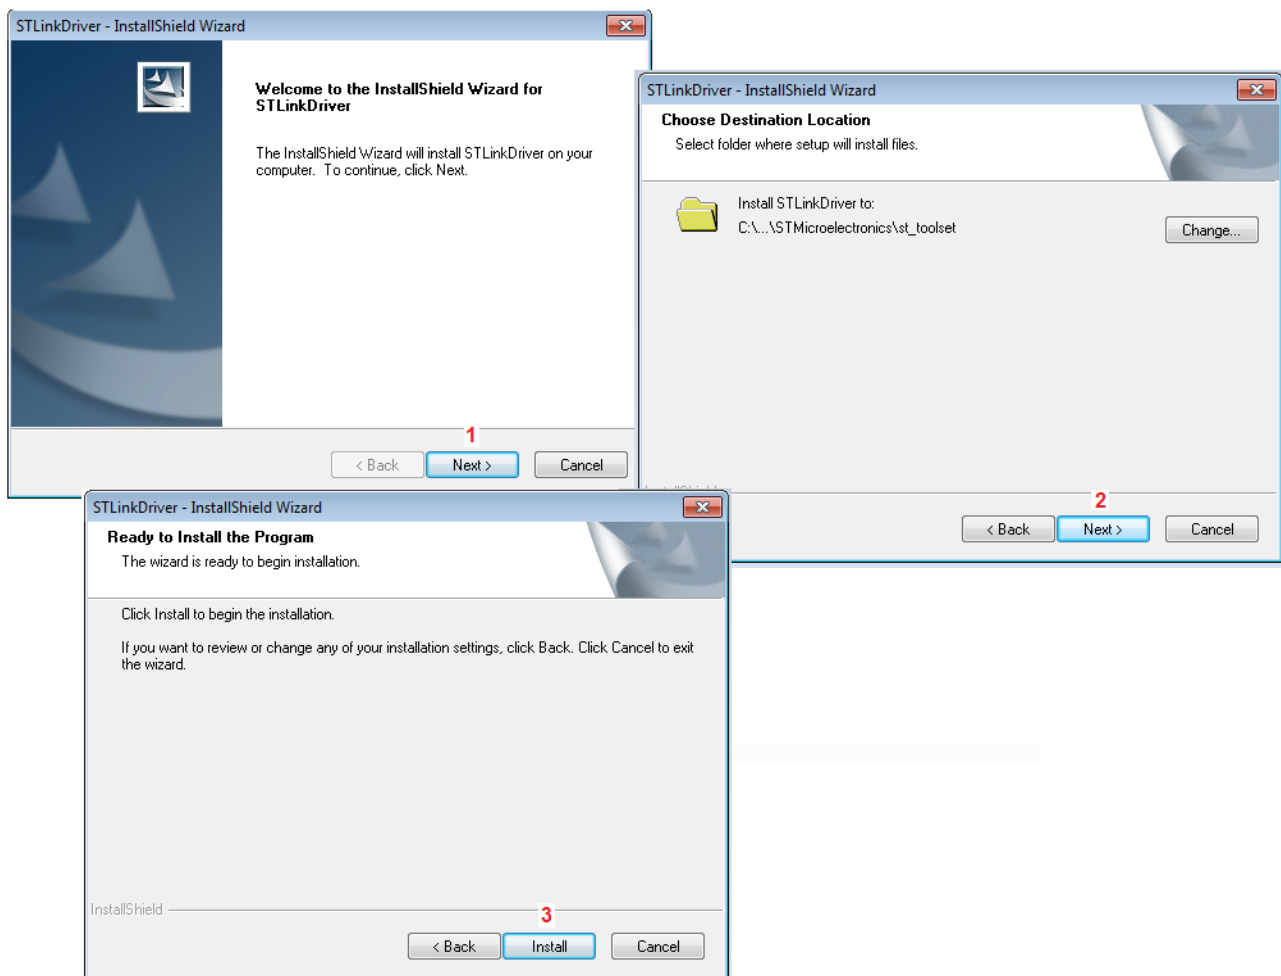 STLinkDriver - InstallShield Wizard
Welcome to the InstallShield Wizard for
STLinkDriver
The InstallShield Wizard will install STLinkDriver on your
computer. To continue, click Next.
1
< Back
Next >
Cancel
STLinkDriver - InstallShield Wizard
Choose Destination Location
Select folder where setup will install files.
Install STLinkDriver to:
C:\...\STMicroelectronics\st_toolset
Change...
2
< Back
Next >
Cancel
STLinkDriver - InstallShield Wizard
Ready to Install the Program
The wizard is ready to begin installation.
Click Install to begin the installation.
If you want to review or change any of your installation settings, click Back. Click Cancel to exit
the wizard.
InstallShield
3
< Back
Install
Cancel